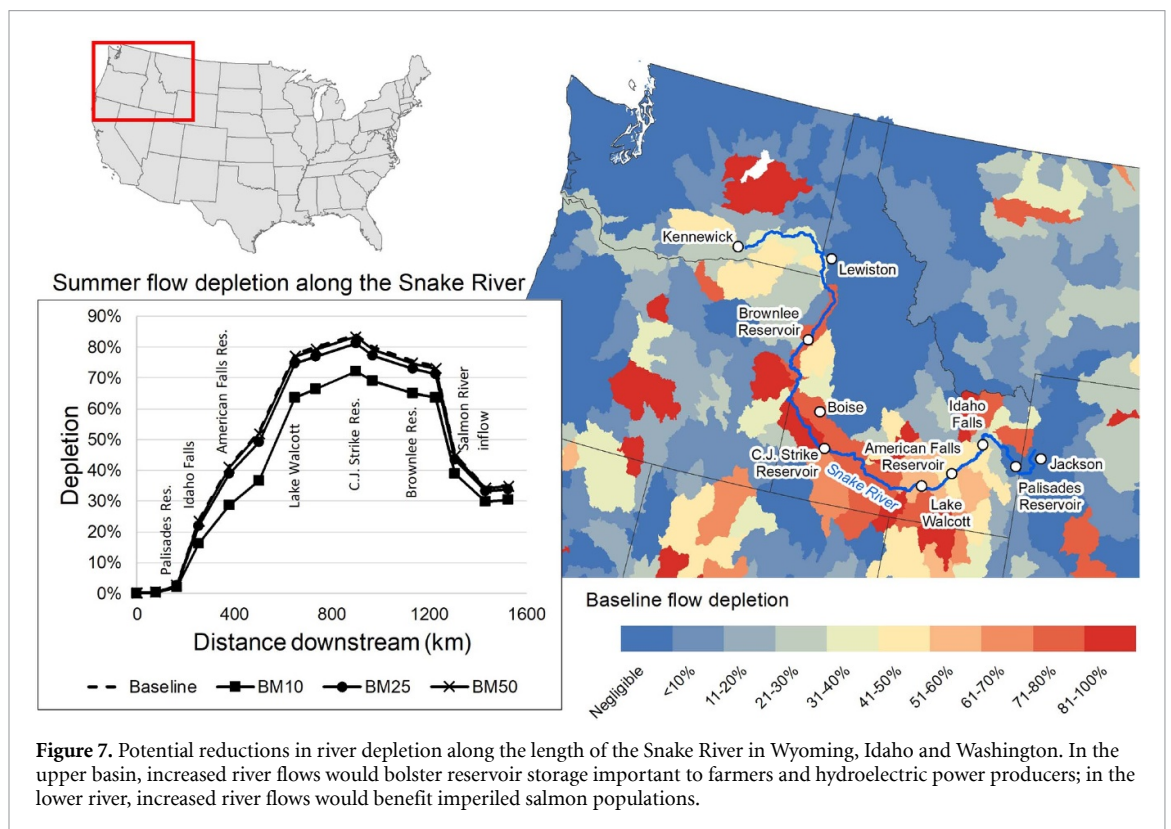 Summer flow depletion along the Snake River
90%
80%
70%
60%
50%
40%
30%
20%
10%
0%
Depletion
Palisades Res.
Idaho Falls
American Falls Res.
Lake Walcott
C.J. Strike Res.
Brownlee Res.
Salmon River
inflow
0
400
800
1200
1600
Distance downstream (km)
Baseline
BM10
BM25
BM50
Kennewick
Lewiston
Brownlee
Reservoir
Boise
C.J. Strike
Reservoir
Snake River
American Falls
Reservoir
Idaho
Falls
Lake
Walcott
Jackson
Palisades
Reservoir
Baseline flow depletion
Negligible
<10%
11-20%
21-30%
31-40%
41-50%
51-60%
61-70%
71-80%
81-100%
Figure 7. Potential reductions in river depletion along the length of the Snake River in Wyoming, Idaho and Washington. In the
upper basin, increased river flows would bolster reservoir storage important to farmers and hydroelectric power producers; in the
lower river, increased river flows would benefit imperiled salmon populations.